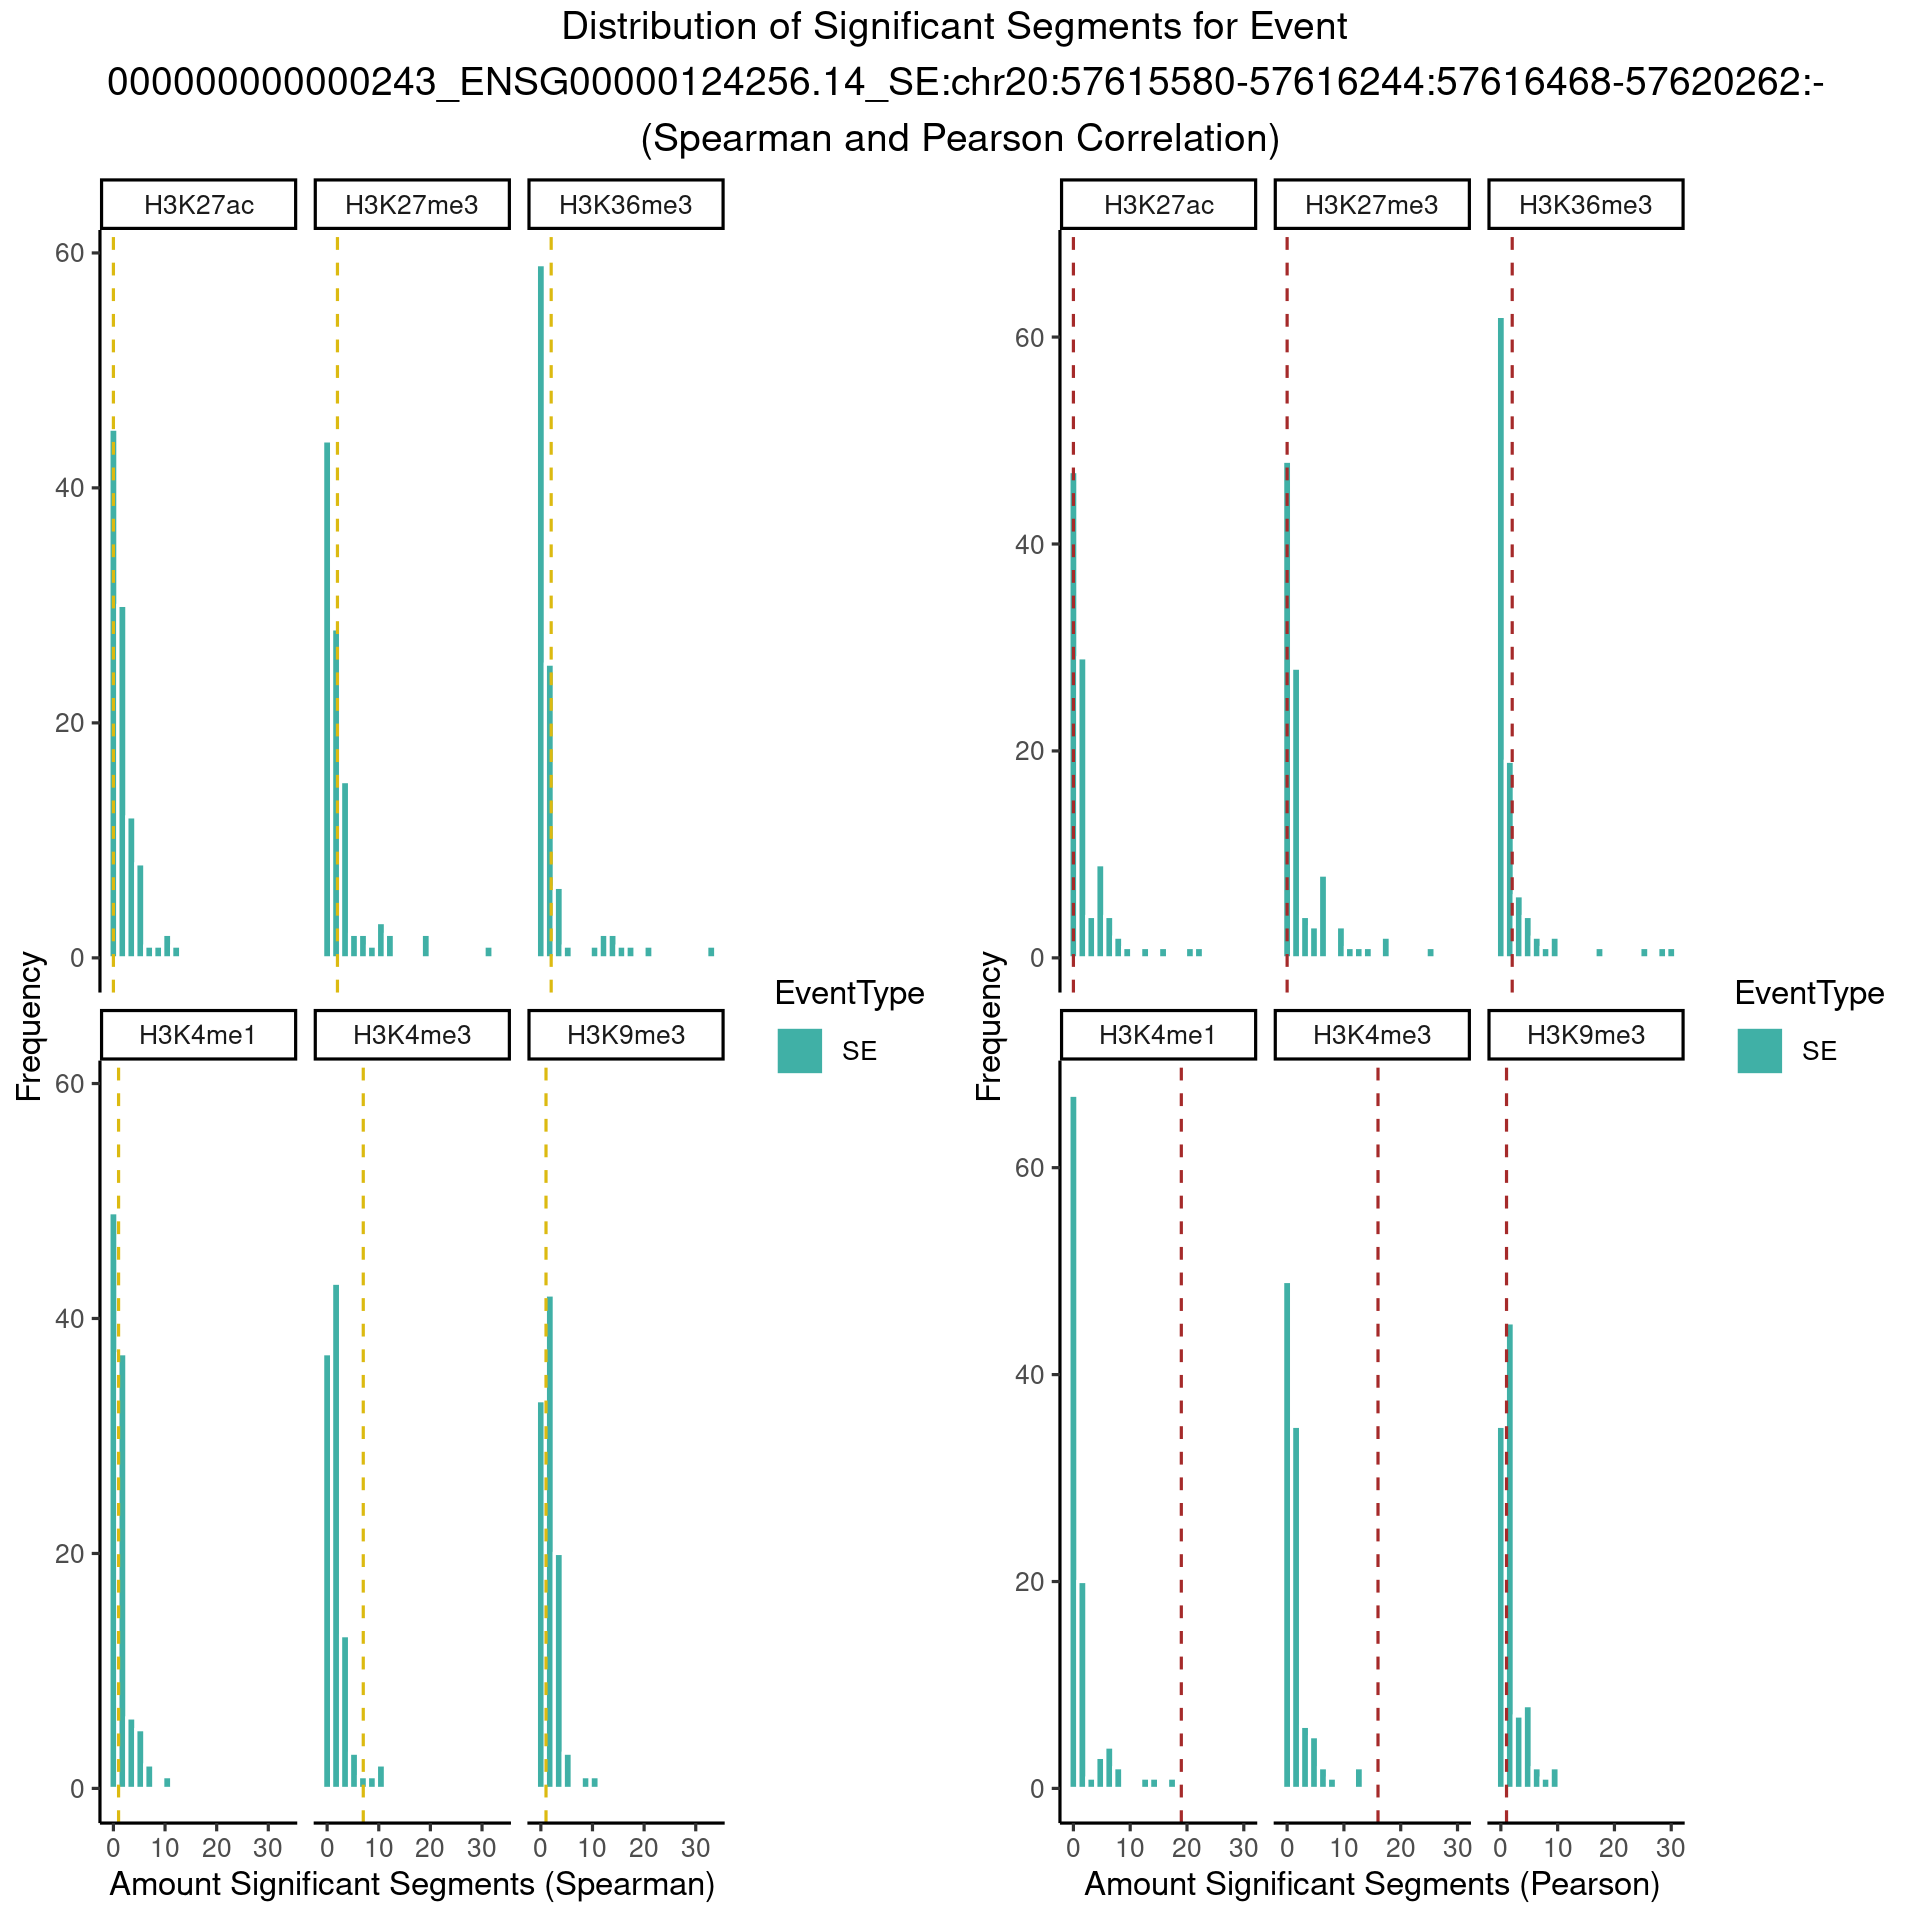 Distribution of Significant Segments for Event
000000000000243_ENSG00000124256.14_SE:chr20:57615580-57616244:57616468-57620262:-
(Spearman and Pearson Correlation)
H3K27ac
H3K27me3
H3K36me3
60
40
20
0
H3K4me1
H3K4me3
H3K9me3
60
40
20
0
0 10 20 30
0 10 20 30
0 10 20 30
Frequency
Amount Significant Segments (Spearman)
EventType
SE
H3K27ac
H3K27me3
H3K36me3
60
40
20
0
H3K4me1
H3K4me3
H3K9me3
60
40
20
0
0 10 20 30
0 10 20 30
0 10 20 30
Frequency
Amount Significant Segments (Pearson)
EventType
SE